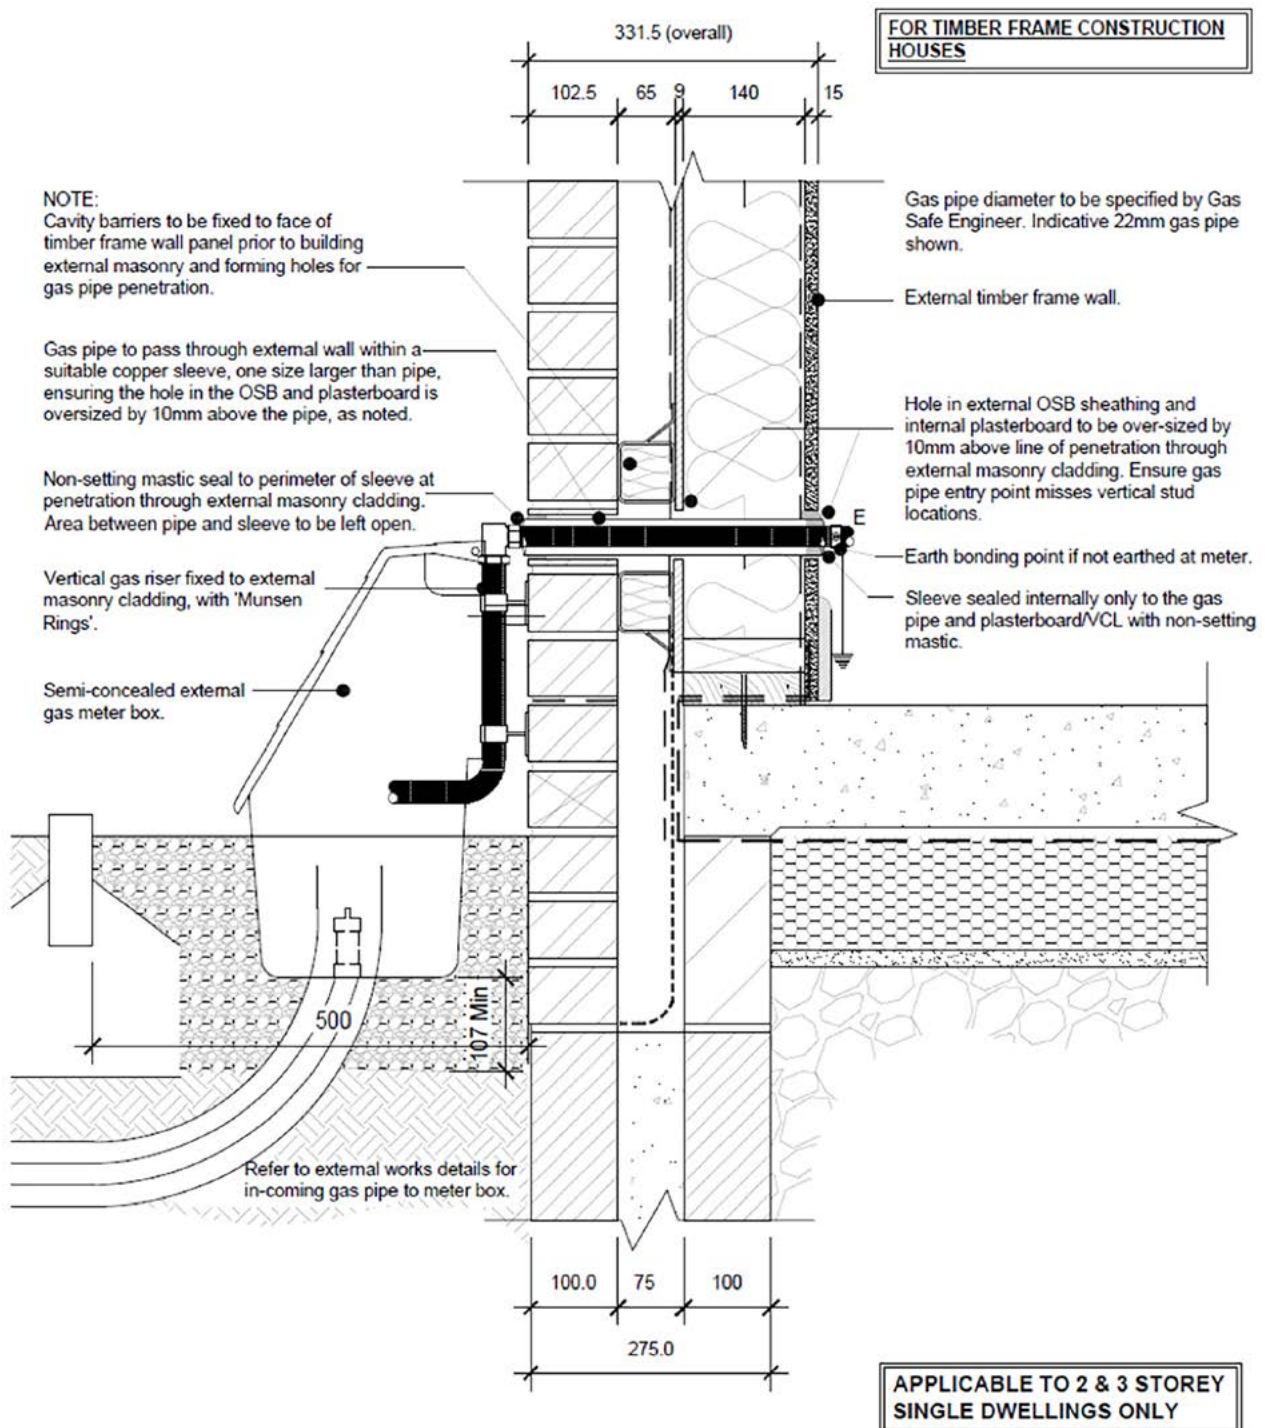 331.5 (overall)
FOR TIMBER FRAME CONSTRUCTION
HOUSES
102.5 65 9 140 15
NOTE:
Cavity barriers to be fixed to face of
timber frame wall panel prior to building
external masonry and forming holes for
gas pipe penetration.
Gas pipe to pass through external wall within a
suitable copper sleeve, one size larger than pipe,
ensuring the hole in the OSB and plasterboard is
oversized by 10mm above the pipe, as noted.
Non-setting mastic seal to perimeter of sleeve at
penetration through external masonry cladding.
Area between pipe and sleeve to be left open.
Vertical gas riser fixed to external
masonry cladding, with 'Munsen
Rings'.
Semi-concealed external
gas meter box.
Gas pipe diameter to be specified by Gas
Safe Engineer. Indicative 22mm gas pipe
shown.
External timber frame wall.
Hole in external OSB sheathing and
internal plasterboard to be over-sized by
10mm above line of penetration through
external masonry cladding. Ensure gas
pipe entry point misses vertical stud
locations.
E
Earth bonding point if not earthed at meter.
Sleeve sealed internally only to the gas
pipe and plasterboard/VCL with non-setting
mastic.
500
107 Min
Refer to external works details for
in-coming gas pipe to meter box.
100.0 75 100
275.0
APPLICABLE TO 2 & 3 STOREY
SINGLE DWELLINGS ONLY